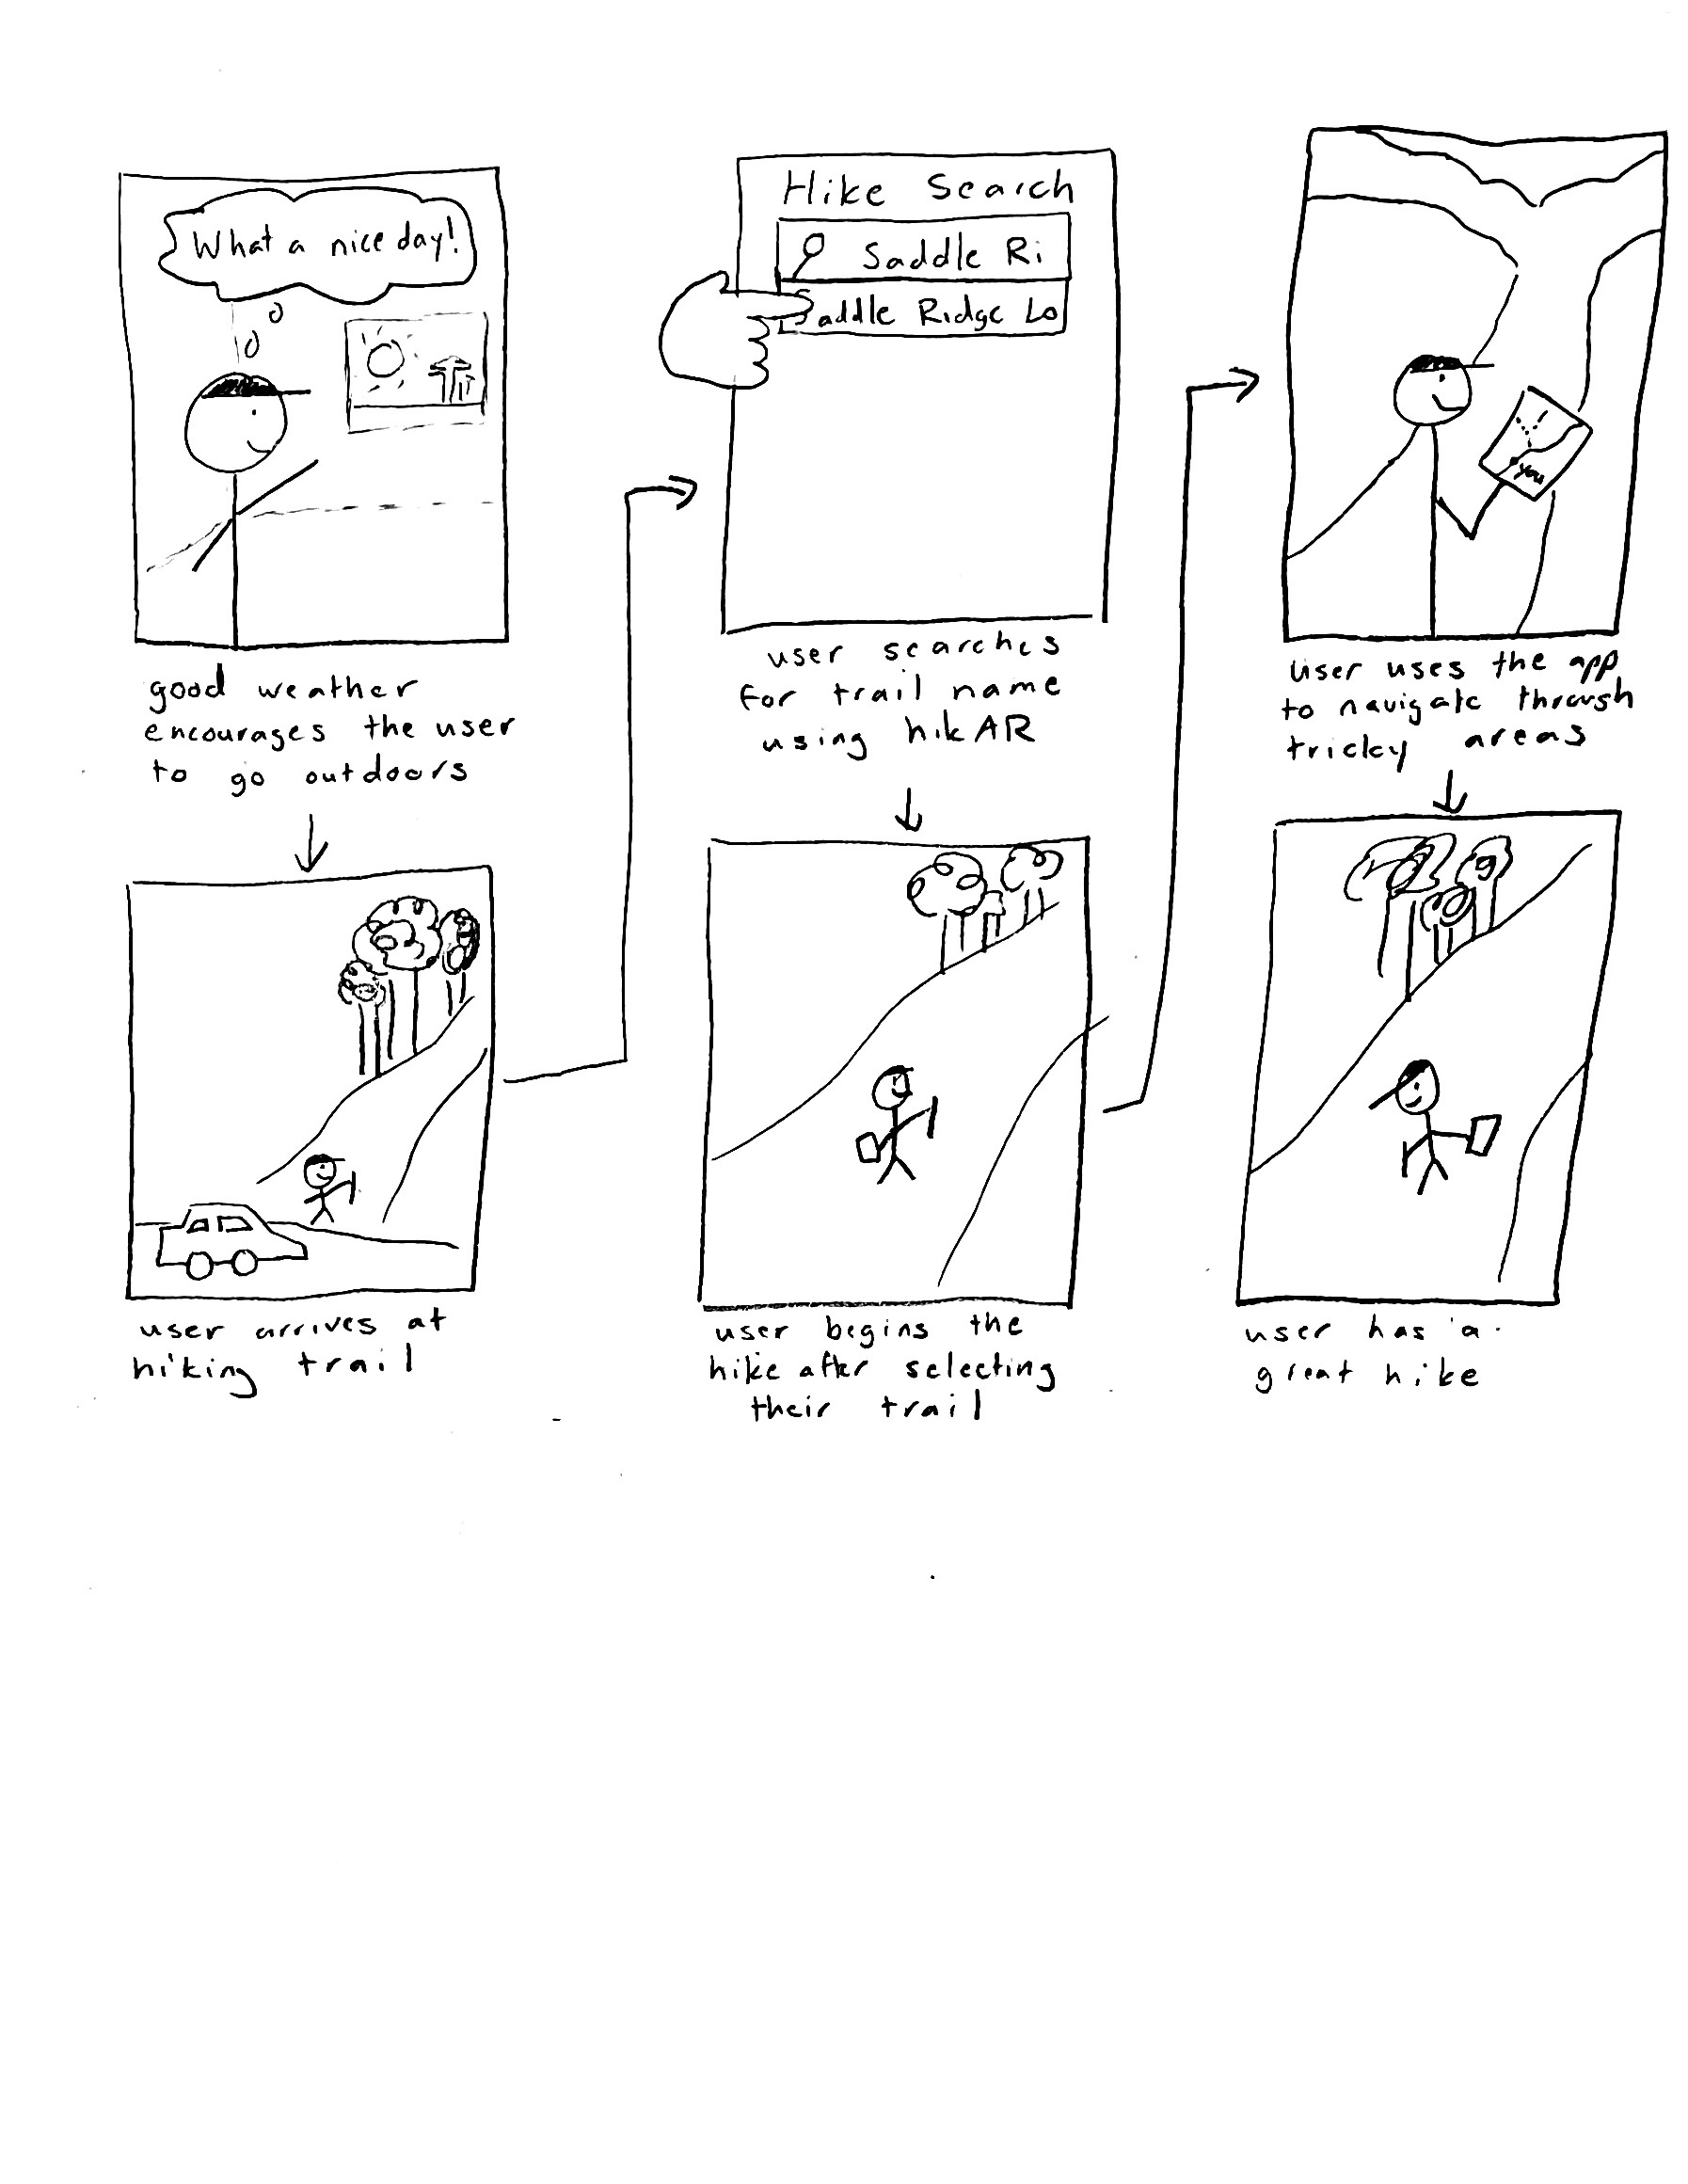 What a nice day!
good weather
encourages the user
to go outdoors
user arrives at
hiking trail
Hike Search
Saddle Ri
Saddle Ridge Lo
user searches
for trail name
using hikAR
user begins the
hike after selecting
their trail
you
user uses the app
to navigate through
tricky areas
user has a
great hike